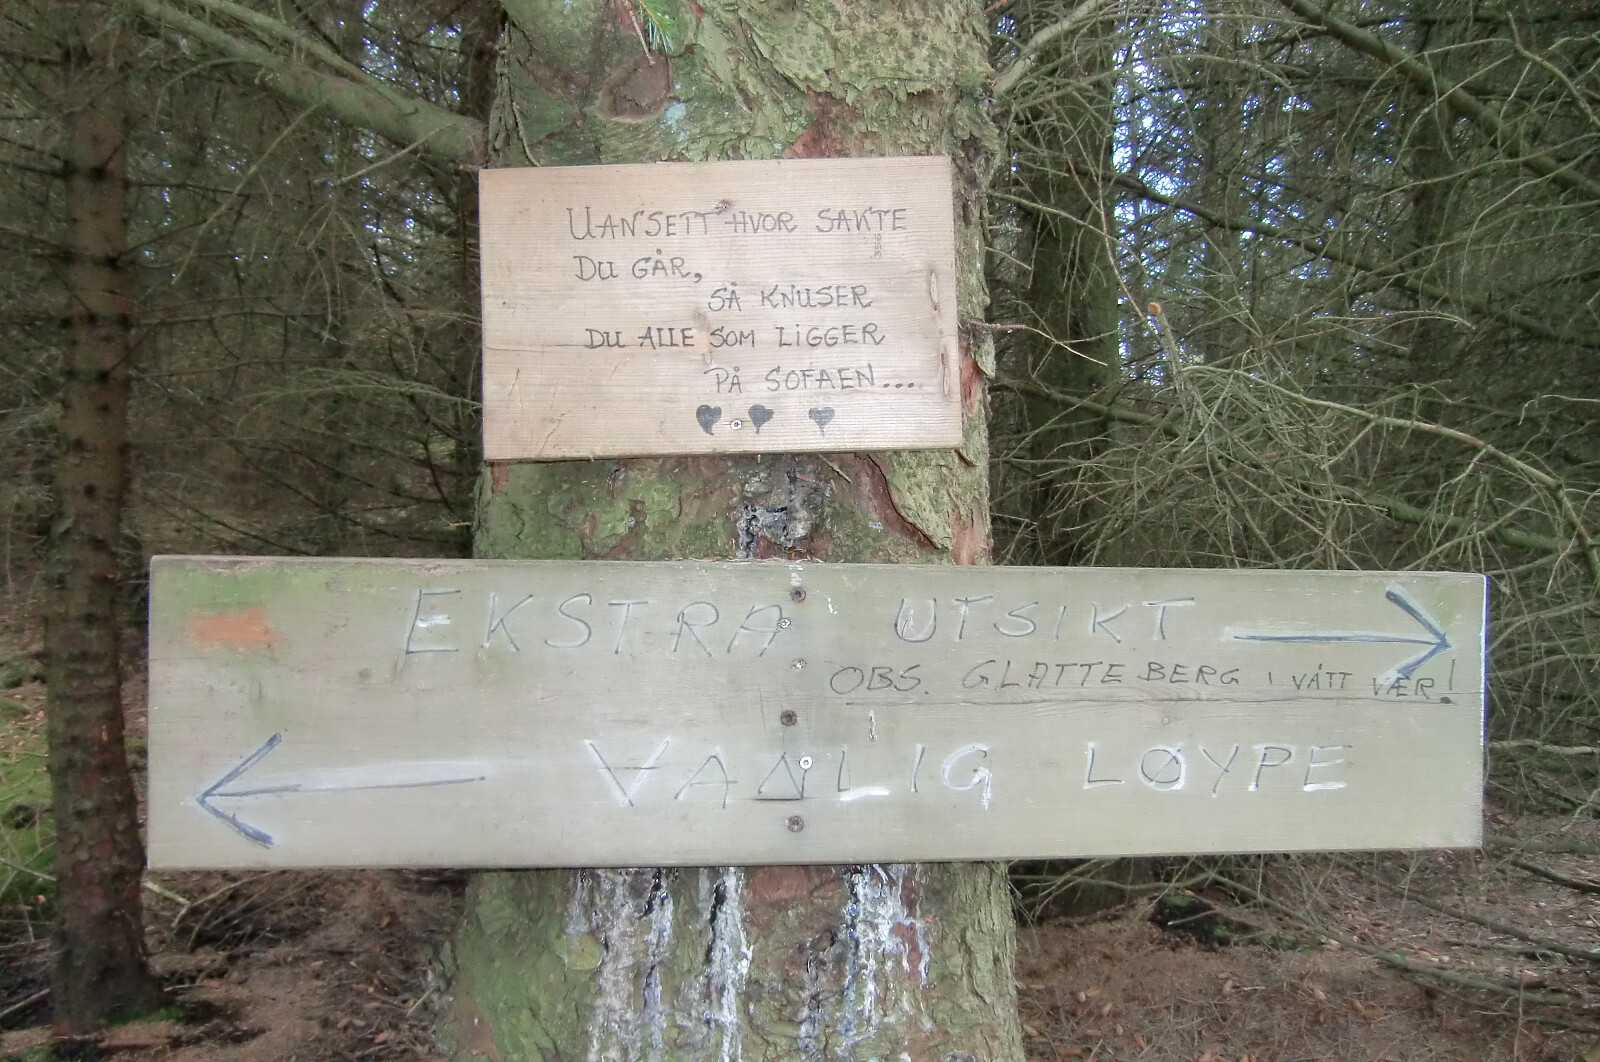 UANSETT HVOR SAKTE
DU GÅR,
SÅ KNUSER
DU ALLE SOM LIGGER
PÅ SOFAEN....
EKSTRA UTSIKT
OBS. GLATTE BERG I VÅTT VÆR!
VANLIG LØYPE